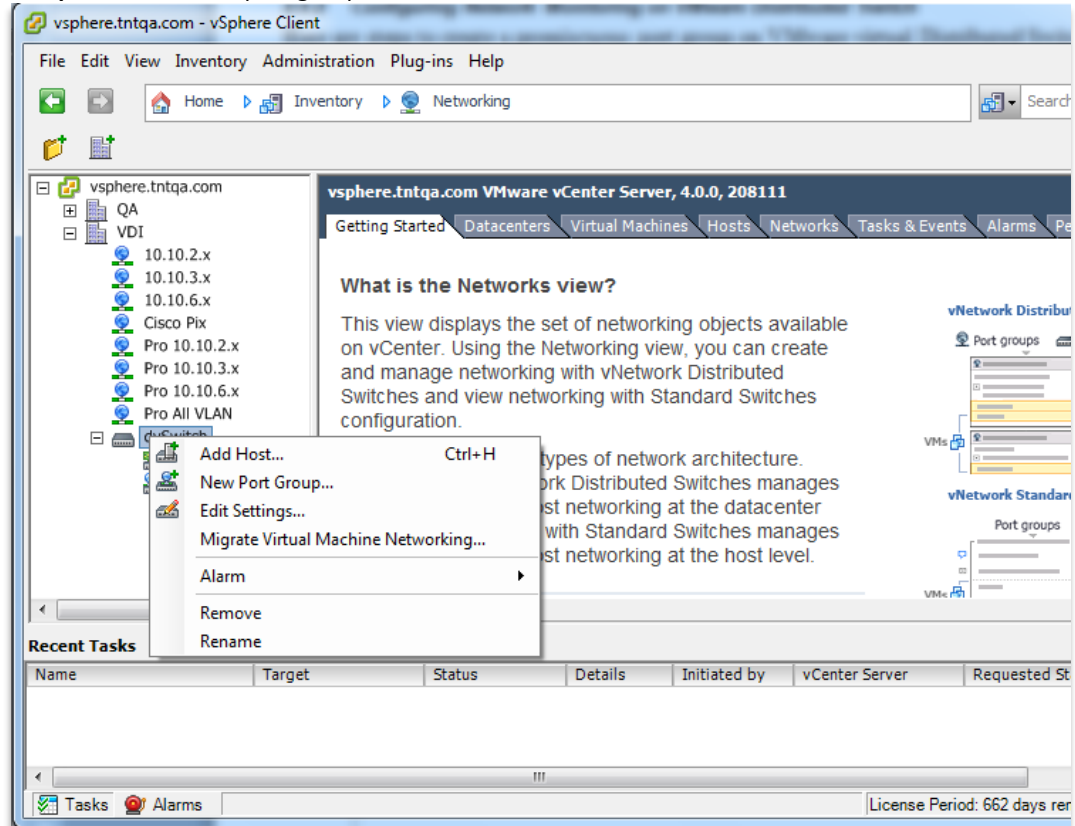 vsphere.tntqa.com - vSphere Client
File Edit View Inventory Administration Plug-ins Help
Home Inventory Networking
Search
vsphere.tntqa.com
QA
VDI
10.10.2.x
10.10.3.x
10.10.6.x
Cisco Pix
Pro 10.10.2.x
Pro 10.10.3.x
Pro 10.10.6.x
Pro All VLAN
dvSwitch
vsphere.tntqa.com VMware vCenter Server, 4.0.0, 208111
Getting Started Datacenters Virtual Machines Hosts Networks Tasks & Events Alarms Pe
What is the Networks view?
This view displays the set of networking objects available
on vCenter. Using the Networking view, you can create
and manage networking with vNetwork Distributed
Switches and view networking with Standard Switches
configuration.
types of network architecture.
ork Distributed Switches manages
st networking at the datacenter
with Standard Switches manages
st networking at the host level.
vNetwork Distribu
Port groups
VMs
vNetwork Standar
Port groups
VMs
Add Host... Ctrl+H
New Port Group...
Edit Settings...
Migrate Virtual Machine Networking...
Alarm
Remove
Rename
Recent Tasks
Name Target Status Details Initiated by vCenter Server Requested St
Tasks Alarms License Period: 662 days rer